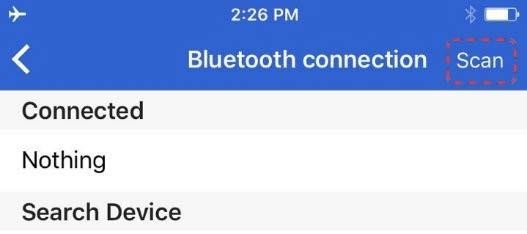 2:26 PM
Bluetooth connection Scan
Connected
Nothing
Search Device